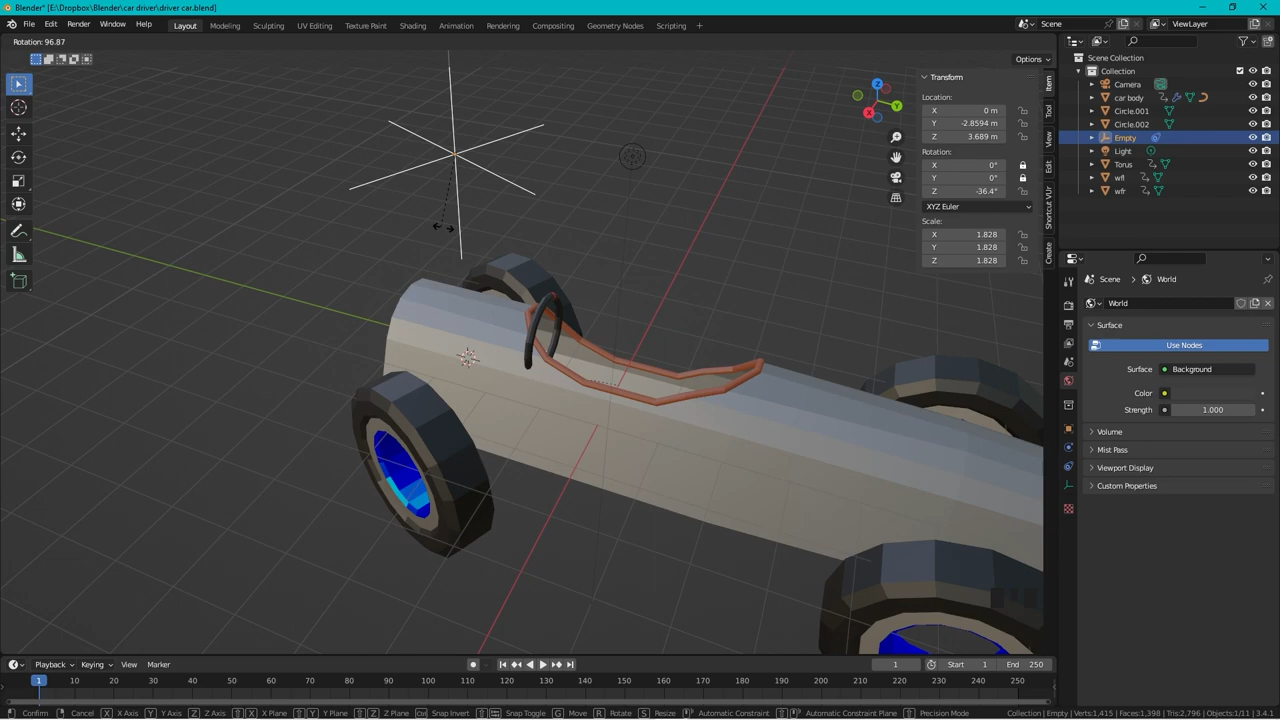 Blender* [E:\Dropbox\Blender\car driver\driver car.blend]
File Edit Render Window Help Layout Modeling Sculpting UV Editing Texture Paint Shading Animation Rendering Compositing Geometry Nodes Scripting + Scene ViewLayer
Rotation: 96.87
Options
Transform
Location:
X 0 m
Y -2.8594 m
Z 3.689 m
Rotation:
X 0°
Y 0°
Z -36.4°
XYZ Euler
Scale:
X 1.828
Y 1.828
Z 1.828
Item
Tool
View
Edit
Shortcut VUr
Create
X
Y
Z
Scene Collection
Collection
Camera
car body
Circle.001
Circle.002
Empty
Light
Torus
wfl
wfr
Scene > World
World
Surface
Use Nodes
Surface Background
Color
Strength 1.000
Volume
Mist Pass
Viewport Display
Custom Properties
Playback Keying View Marker 1 Start 1 End 250
1 10 20 30 40 50 60 70 80 90 100 110 120 130 140 150 160 170 180 190 200 210 220 230 240 250
Confirm Cancel X X Axis Y Y Axis Z Z Axis X X Plane Y Y Plane Z Z Plane Snap Invert Snap Toggle G Move R Rotate S Resize Automatic Constraint Automatic Constraint Plane Precision Mode Collection | Empty | Verts:1,415 | Faces:1,398 | Tris:2,796 | Objects:1/11 | 3.4.1